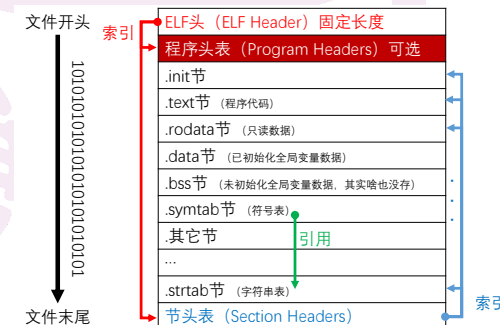 文件开头
索引
ELF头（ELF Header）固定长度
程序头表（Program Headers）可选
.init节
.text节 （程序代码）
.rodata节 （只读数据）
.data节 （已初始化全局变量数据）
.bss节 （未初始化全局变量数据，其实啥也没存）
.symtab节 （符号表）
.其它节
引用
...
.strtab节 （字符串表）
节头表（Section Headers）
索引
文件末尾